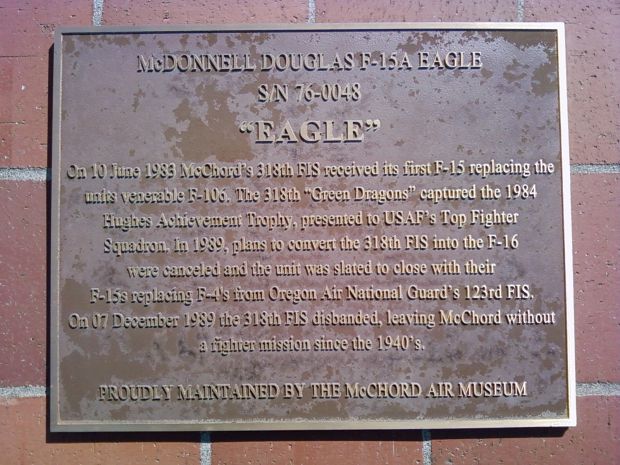 McDONNELL DOUGLAS F-15A EAGLE
S/N 76-0048
“EAGLE”
On 10 June 1983 McChord's 318th FIS received its first F-15 replacing the
units venerable F-106. The 318th “Green Dragons” captured the 1984
Hughes Achievement Trophy, presented to USAF's Top Fighter
Squadron. In 1989, plans to convert the 318th FIS into the F-16
were canceled and the unit was slated to close with their
F-15s replacing F-4's from Oregon Air National Guard's 123rd FIS.
On 07 December 1989 the 318th FIS disbanded, leaving McChord without
a fighter mission since the 1940's.
PROUDLY MAINTAINED BY THE McCHORD AIR MUSEUM